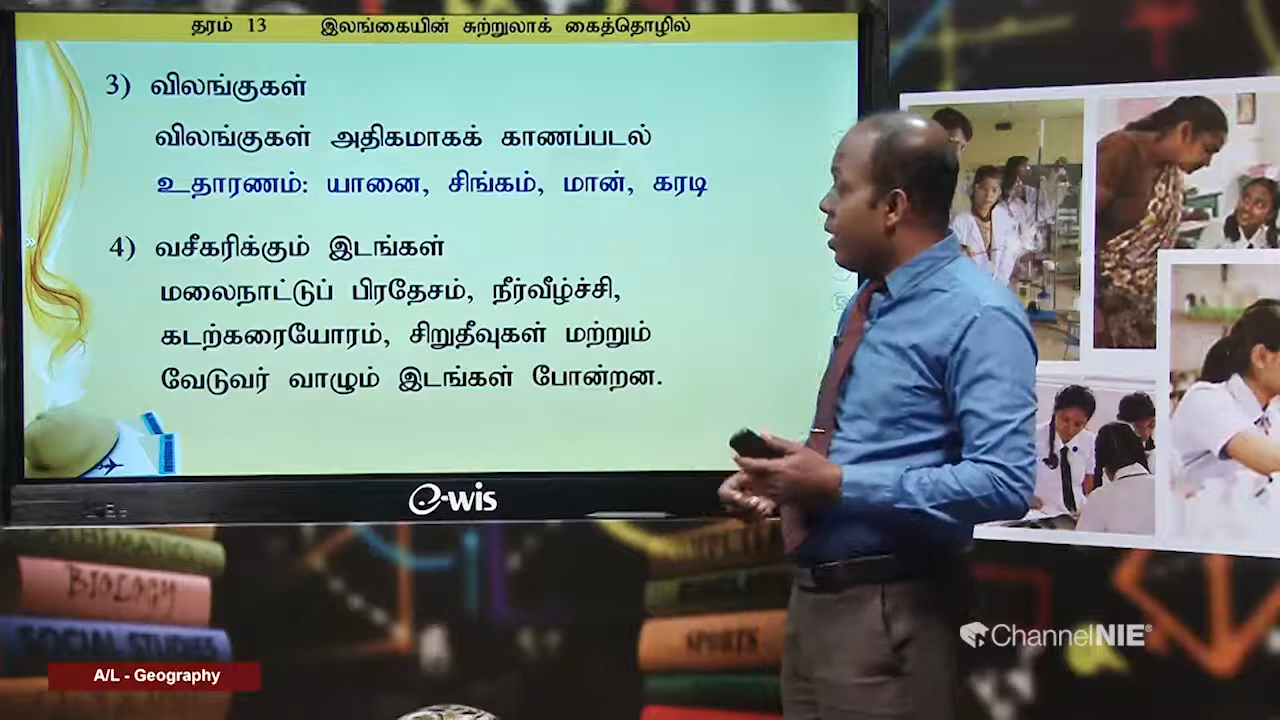 தரம் 13 இலங்கையின் சுற்றுலாக் கைத்தொழில்
3) விலங்குகள்
விலங்குகள் அதிகமாகக் காணப்படல்
உதாரணம்: யானை, சிங்கம், மான், கரடி
4) வசீகரிக்கும் இடங்கள்
மலைநாட்டுப் பிரதேசம், நீர்வீழ்ச்சி,
கடற்கரையோரம், சிறுதீவுகள் மற்றும்
வேடுவர் வாழும் இடங்கள் போன்றன.
e-wis
MATHEMATICS
BIOLOGY
SOCIAL STUDIES
SPORTS
ChannelNIE®
A/L - Geography